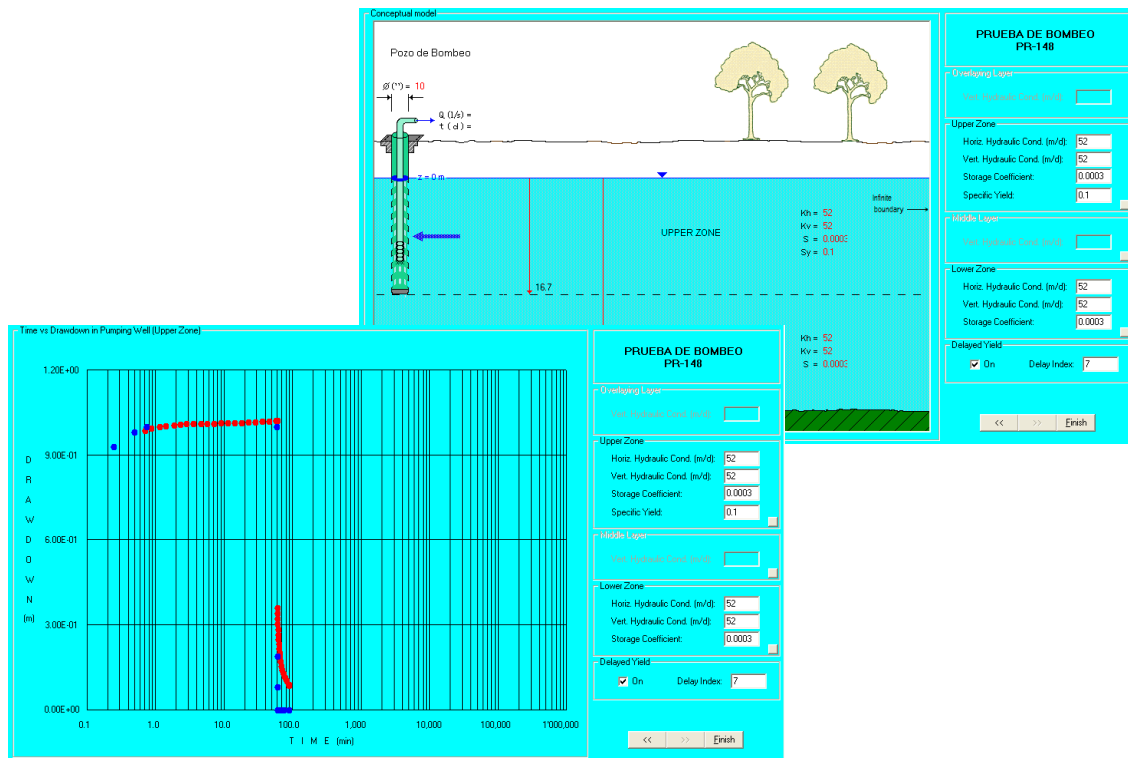 Conceptual model
Pozo de Bombeo
Ø (") = 10
Q (l/s) =
t ( d ) =
z = 0 m
16.7
UPPER ZONE
Infinite
boundary
Kh = 52
Kv = 52
S = 0.0003
Sy = 0.1
Kh = 52
Kv = 52
S = 0.0003
PRUEBA DE BOMBEO
PR-148
Overlaying Layer
Vert. Hydraulic Cond. (m/d):
Upper Zone
Horiz. Hydraulic Cond. (m/d): 52
Vert. Hydraulic Cond. (m/d): 52
Storage Coefficient: 0.0003
Specific Yield: 0.1
Middle Layer
Vert. Hydraulic Cond. (m/d):
Lower Zone
Horiz. Hydraulic Cond. (m/d): 52
Vert. Hydraulic Cond. (m/d): 52
Storage Coefficient: 0.0003
Delayed Yield
On Delay Index: 7
<< >> Finish
Time vs Drawdown in Pumping Well (Upper Zone)
1.20E+00
9.00E-01
6.00E-01
3.00E-01
0.00E+00
D R A W D O W N (m)
0.1 1.0 10.0 100.0 1,000 10,000 100,000 1'000,000
T I M E (min)
PRUEBA DE BOMBEO
PR-148
Overlaying Layer
Vert. Hydraulic Cond. (m/d):
Upper Zone
Horiz. Hydraulic Cond. (m/d): 52
Vert. Hydraulic Cond. (m/d): 52
Storage Coefficient: 0.0003
Specific Yield: 0.1
Middle Layer
Vert. Hydraulic Cond. (m/d):
Lower Zone
Horiz. Hydraulic Cond. (m/d): 52
Vert. Hydraulic Cond. (m/d): 52
Storage Coefficient: 0.0003
Delayed Yield
On Delay Index: 7
<< >> Finish